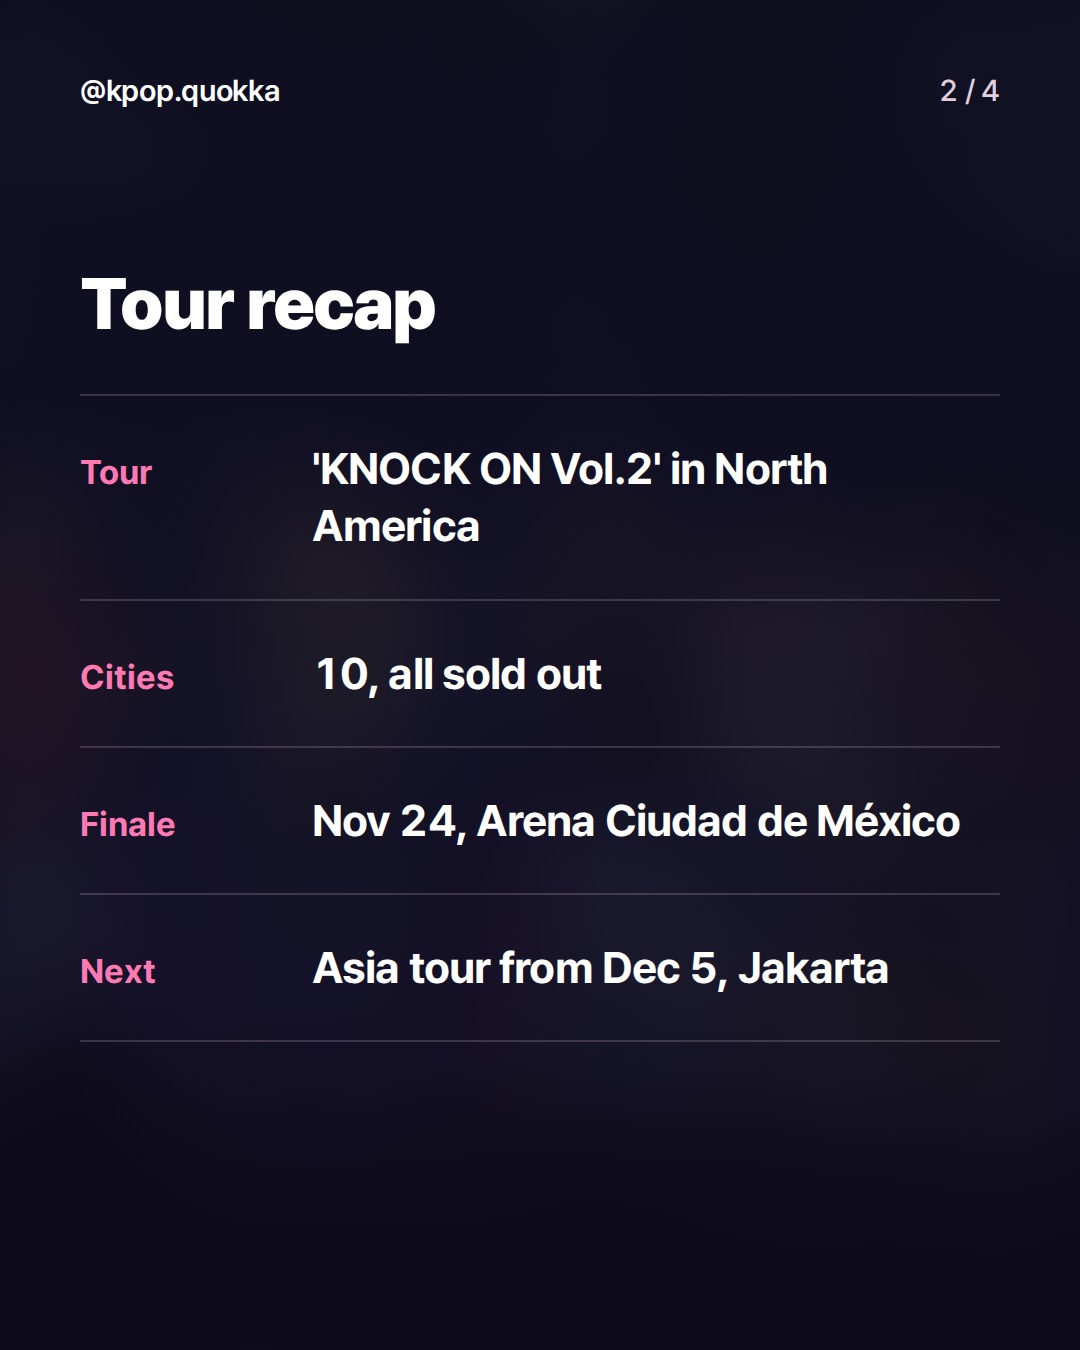 @kpop.quokka
2 / 4
Tour recap
Tour
'KNOCK ON Vol.2' in North
America
Cities
10, all sold out
Finale
Nov 24, Arena Ciudad de México
Next
Asia tour from Dec 5, Jakarta